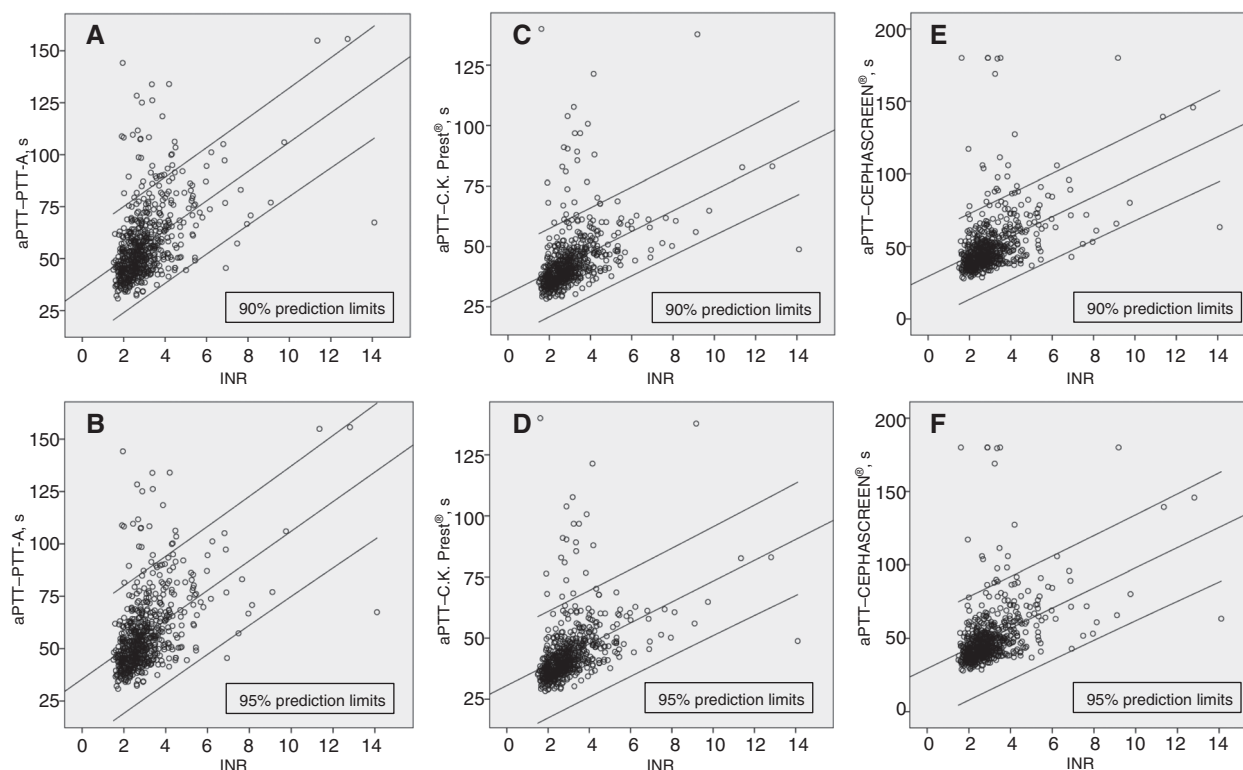 A
aPTT–PTT-A, s
150
125
100
75
50
25
90% prediction limits
0 2 4 6 8 10 12 14
INR
C
aPTT–C.K. Prest®, s
125
100
75
50
25
90% prediction limits
0 2 4 6 8 10 12 14
INR
E
aPTT–CEPHASCREEN®, s
200
150
100
50
0
90% prediction limits
0 2 4 6 8 10 12 14
INR
B
aPTT–PTT-A, s
150
125
100
75
50
25
95% prediction limits
0 2 4 6 8 10 12 14
INR
D
aPTT–C.K. Prest®, s
125
100
75
50
25
95% prediction limits
0 2 4 6 8 10 12 14
INR
F
aPTT–CEPHASCREEN®, s
200
150
100
50
0
95% prediction limits
0 2 4 6 8 10 12 14
INR